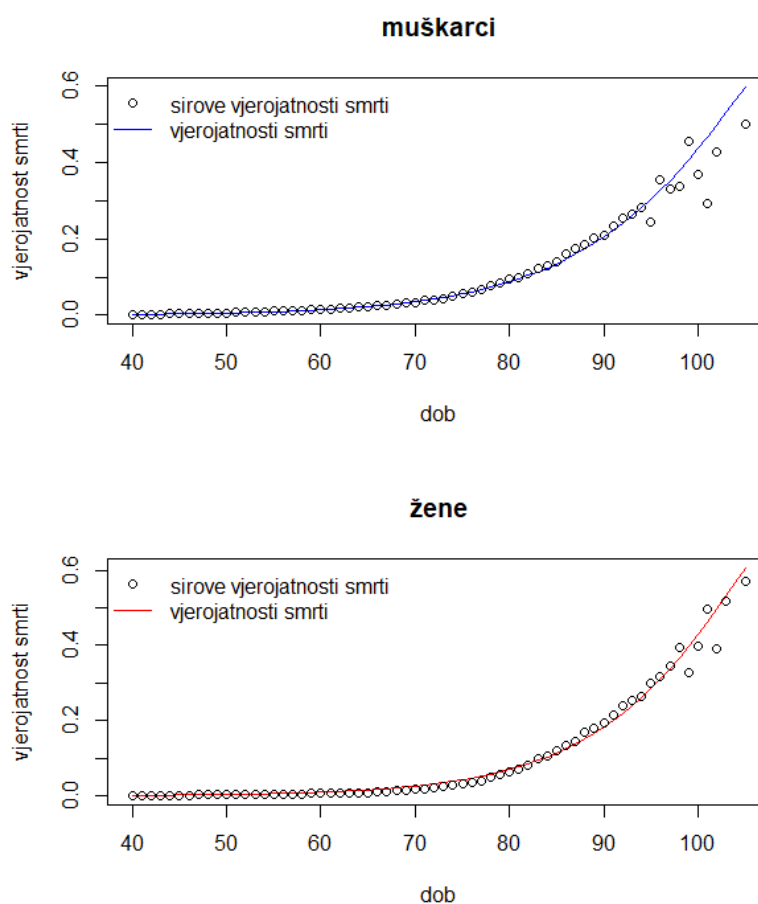 muškarci
sirove vjerojatnosti smrti
vjerojatnosti smrti
vjerojatnost smrti
0.6
0.2
0.4
0.0
40 50 60 70 80 90 100
dob
žene
sirove vjerojatnosti smrti
vjerojatnosti smrti
vjerojatnost smrti
0.6
0.4
0.2
0.0
40 50 60 70 80 90 100
dob